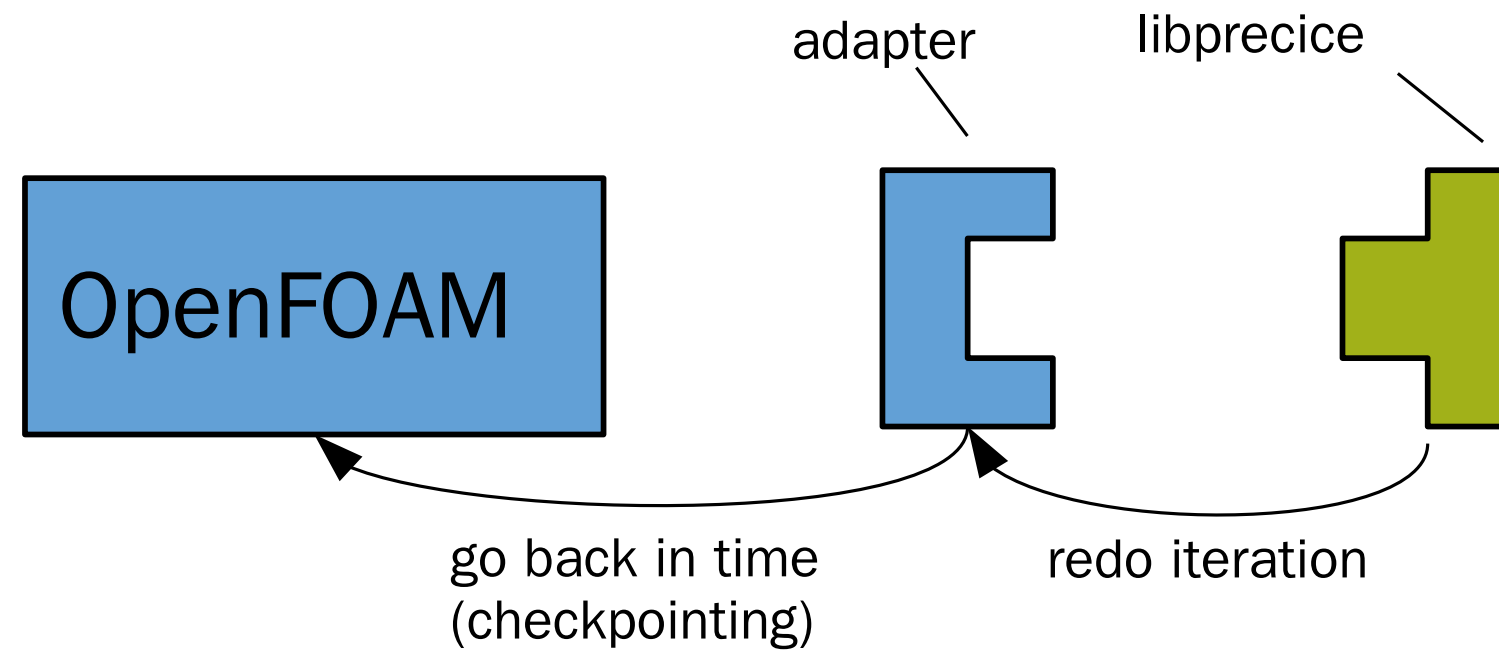 adapter
libprecice
OpenFOAM
go back in time
(checkpointing)
redo iteration